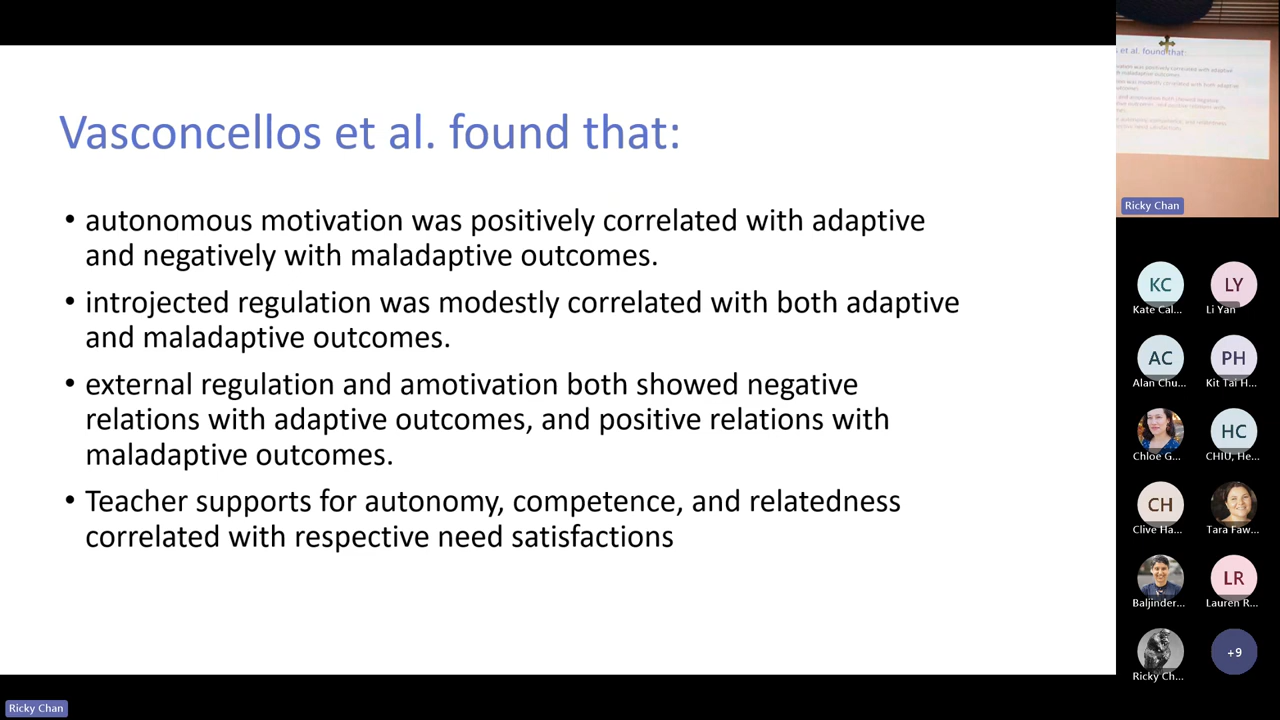 Vasconcellos et al. found that:
• autonomous motivation was positively correlated with adaptive
and negatively with maladaptive outcomes.
• introjected regulation was modestly correlated with both adaptive
and maladaptive outcomes.
• external regulation and amotivation both showed negative
relations with adaptive outcomes, and positive relations with
maladaptive outcomes.
• Teacher supports for autonomy, competence, and relatedness
correlated with respective need satisfactions
Ricky Chan
et al. found that:
Ricky Chan
KC
LY
Kate Cal...
Li Yan
AC
PH
Alan Chu...
Kit Tai H...
HC
Chloe G...
CHIU, He...
CH
Clive Ha...
Tara Faw...
LR
Baljinder...
Lauren R...
+9
Ricky Ch...